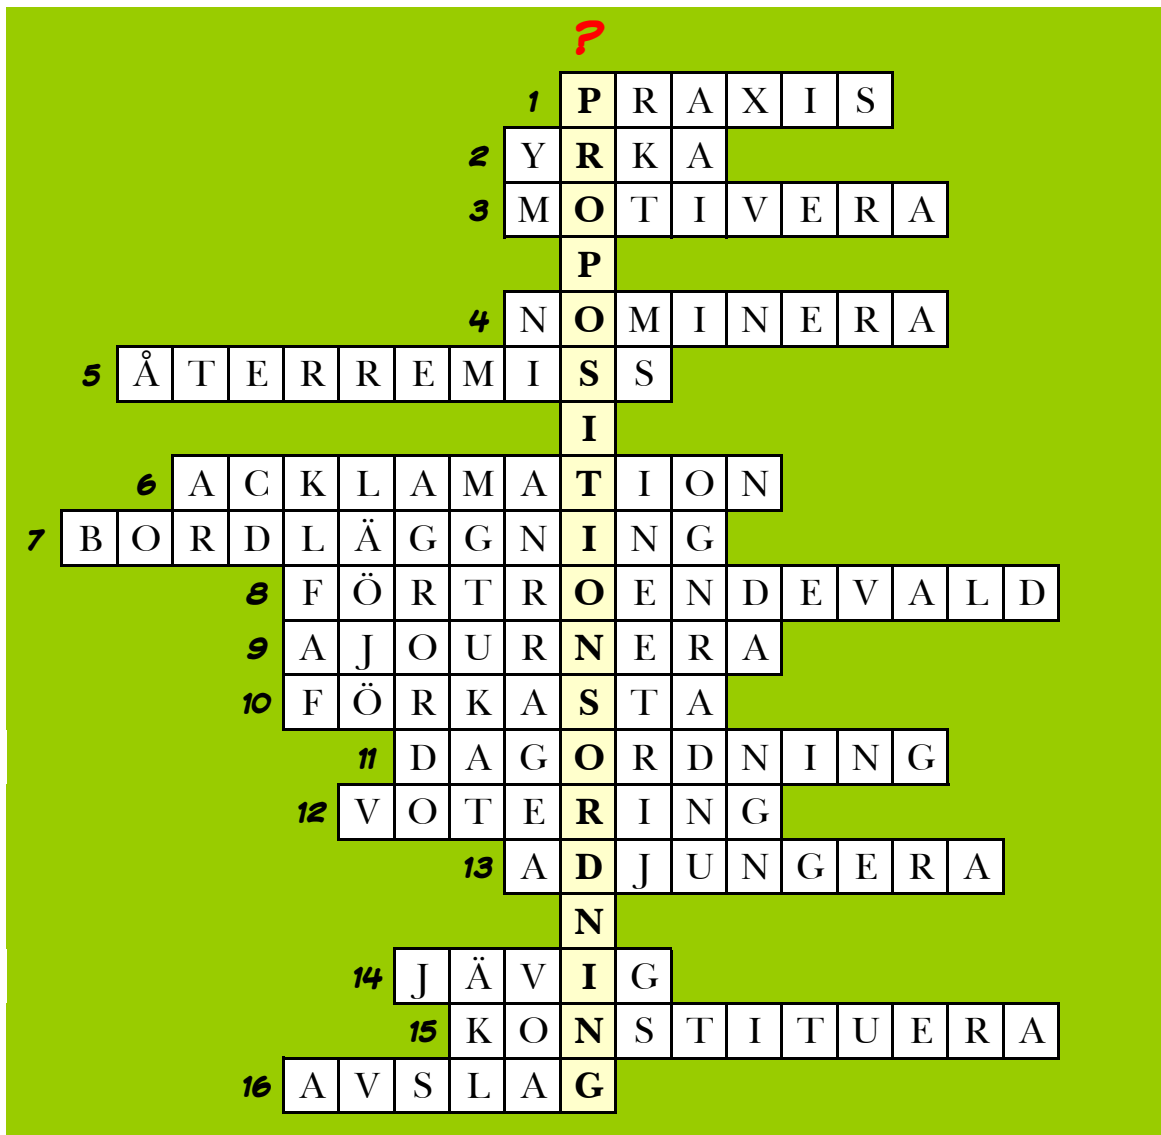 ?
1 PRAXIS
2 YRKA
3 MOTIVERA
P
4 NOMINERA
5 ÅTERREMISS
I
6 ACKLAMATION
7 BORDLÄGGNING
8 FÖRTROENDEVALD
9 AJOURNERA
10 FÖRKASTA
11 DAGORDNING
12 VOTERING
13 ADJUNGERA
N
14 JÄVIG
15 KONSTITUERA
16 AVSLAG